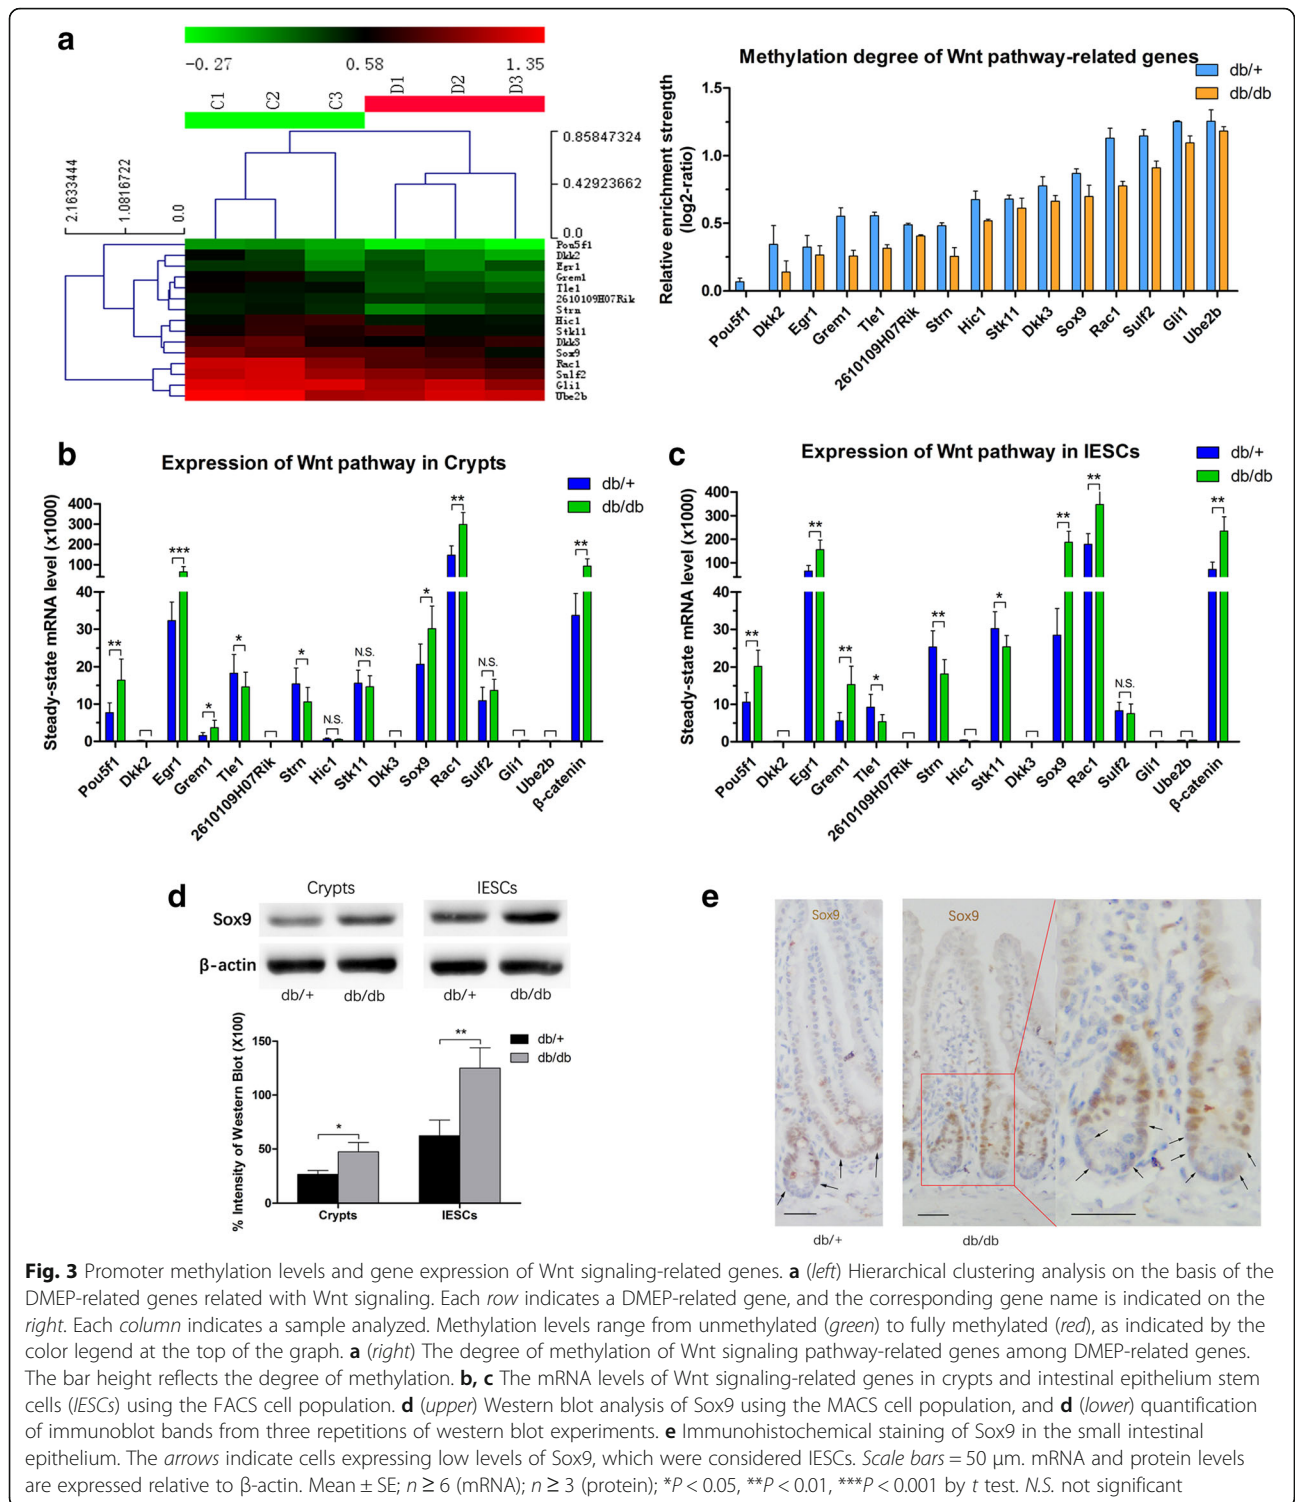 a
-0.27 0.58 1.35
C1 C2 C3 D1 D2 D3
0.85847324
0.42923662
0.0
2.1633444 1.0816722 0.0
Pou5f1
Dkk2
Egr1
Grem1
Tle1
2610109H07Rik
Strn
Hic1
Stk11
Dkk3
Sox9
Rac1
Sulf2
Gli1
Ube2b
Methylation degree of Wnt pathway-related genes
db/+
db/db
Relative enrichment strength
(log2-ratio)
1.5
1.0
0.5
0.0
Pou5f1 Dkk2 Egr1 Grem1 Tle1 2610109H07Rik Strn Hic1 Stk11 Dkk3 Sox9 Rac1 Sulf2 Gli1 Ube2b
b
Expression of Wnt pathway in Crypts
db/+
db/db
Steady-state mRNA level (x1000)
400
300
200
100
40
30
20
10
0
** *** * * * N.S. N.S. * ** N.S. **
Pou5f1 Dkk2 Egr1 Grem1 Tle1 2610109H07Rik Strn Hic1 Stk11 Dkk3 Sox9 Rac1 Sulf2 Gli1 Ube2b β-catenin
c
Expression of Wnt pathway in IESCs
db/+
db/db
Steady-state mRNA level (x1000)
400
300
200
100
40
30
20
10
0
** ** ** * ** * ** ** N.S. **
Pou5f1 Dkk2 Egr1 Grem1 Tle1 2610109H07Rik Strn Hic1 Stk11 Dkk3 Sox9 Rac1 Sulf2 Gli1 Ube2b β-catenin
d
Crypts IESCs
Sox9
β-actin
db/+ db/db db/+ db/db
% Intensity of Western Blot (X100)
150
100
50
0
* **
db/+
db/db
Crypts IESCs
e
Sox9 Sox9
db/+ db/db
Fig. 3 Promoter methylation levels and gene expression of Wnt signaling-related genes. a (left) Hierarchical clustering analysis on the basis of the
DMEP-related genes related with Wnt signaling. Each row indicates a DMEP-related gene, and the corresponding gene name is indicated on the
right. Each column indicates a sample analyzed. Methylation levels range from unmethylated (green) to fully methylated (red), as indicated by the
color legend at the top of the graph. a (right) The degree of methylation of Wnt signaling pathway-related genes among DMEP-related genes.
The bar height reflects the degree of methylation. b, c The mRNA levels of Wnt signaling-related genes in crypts and intestinal epithelium stem
cells (IESCs) using the FACS cell population. d (upper) Western blot analysis of Sox9 using the MACS cell population, and d (lower) quantification
of immunoblot bands from three repetitions of western blot experiments. e Immunohistochemical staining of Sox9 in the small intestinal
epithelium. The arrows indicate cells expressing low levels of Sox9, which were considered IESCs. Scale bars = 50 μm. mRNA and protein levels
are expressed relative to β-actin. Mean ± SE; n ≥ 6 (mRNA); n ≥ 3 (protein); *P < 0.05, **P < 0.01, ***P < 0.001 by t test. N.S. not significant